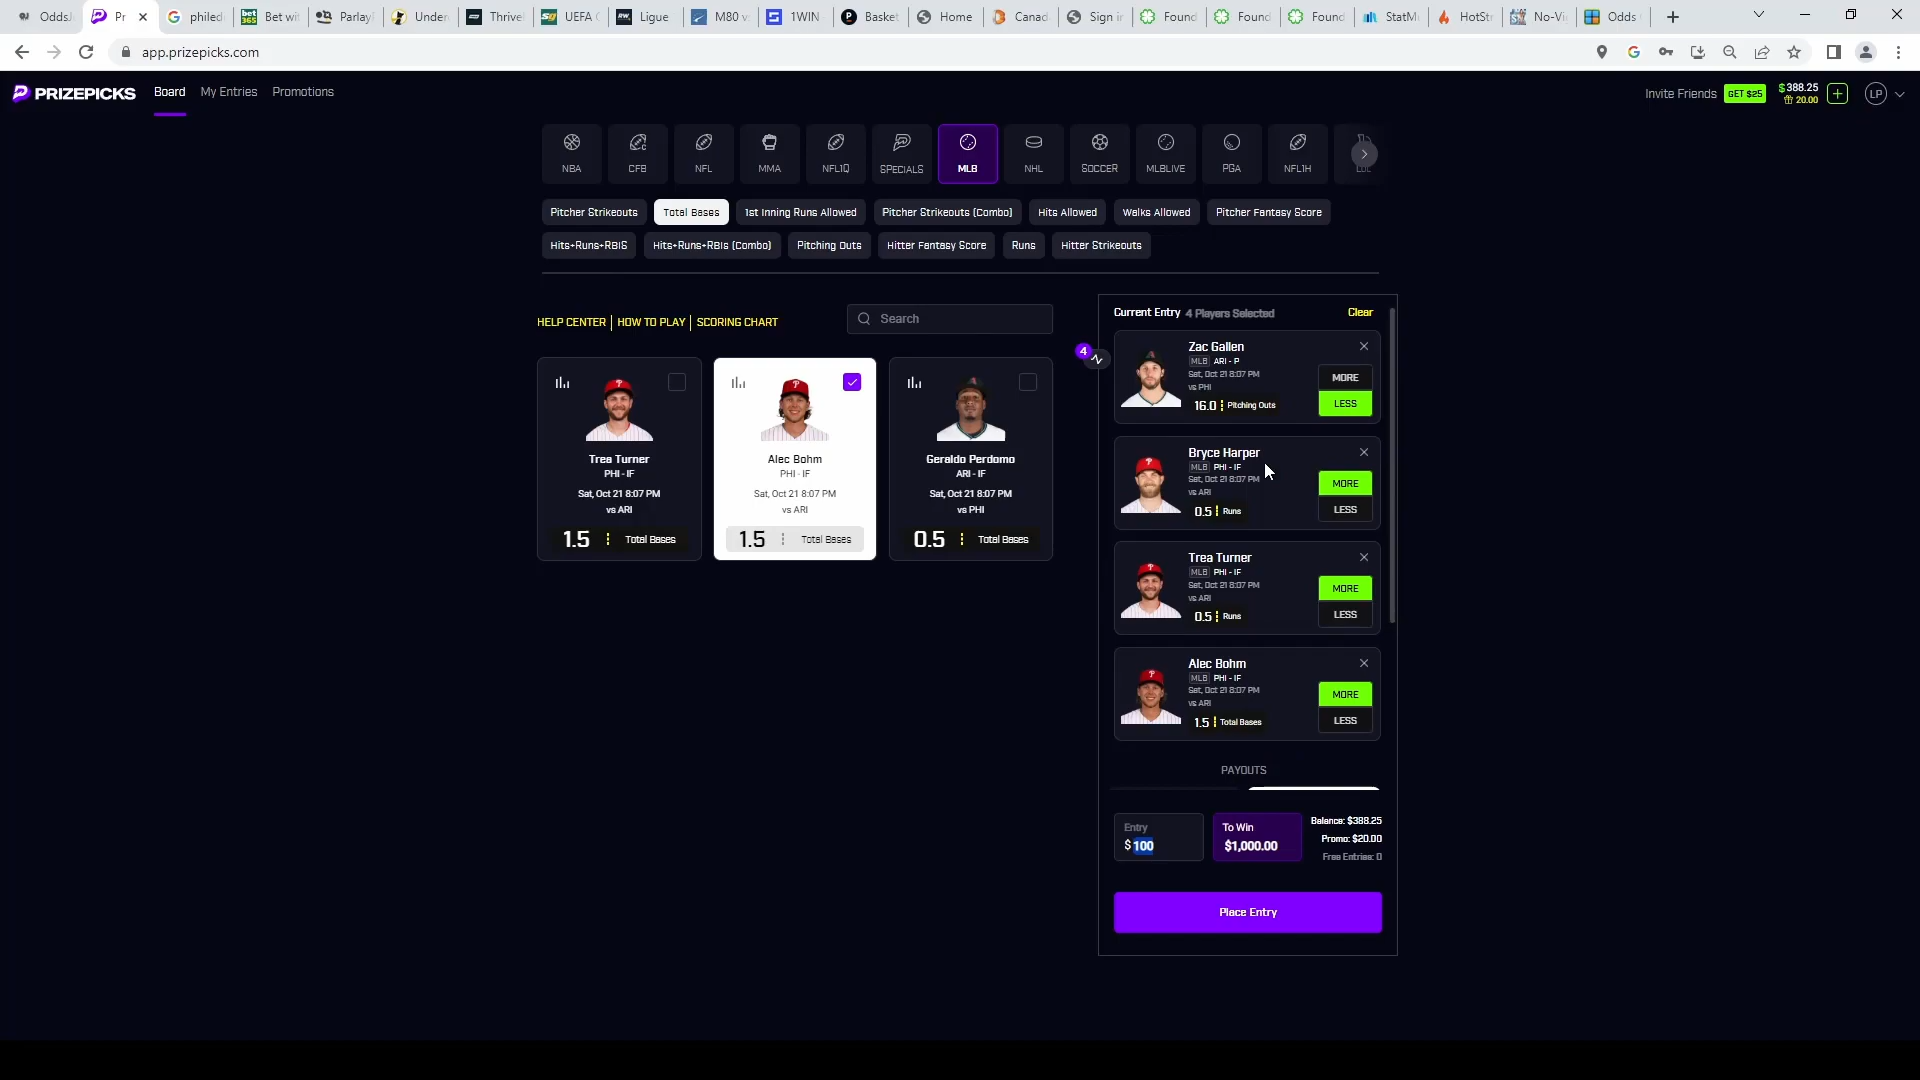 Odds
Pr
philed
Bet wit
Parlay
Under
Thrive
UEFA C
Ligue
M80 v
1WIN
Basket
Home
Canad
Sign in
Found
Found
Found
StatM
HotStr
No-Vi
Odds
app.prizepicks.com
PRIZEPICKS
Board
My Entries
Promotions
Invite Friends
GET $25
$388.25
20.00
LP
NBA
CFB
NFL
MMA
NFL1Q
SPECIALS
MLB
NHL
SOCCER
MLBLIVE
PGA
NFL1H
LOL
Pitcher Strikeouts
Total Bases
1st Inning Runs Allowed
Pitcher Strikeouts (Combo)
Hits Allowed
Walks Allowed
Pitcher Fantasy Score
Hits+Runs+RBIS
Hits+Runs+RBIs (Combo)
Pitching Outs
Hitter Fantasy Score
Runs
Hitter Strikeouts
HELP CENTER
HOW TO PLAY
SCORING CHART
Search
Trea Turner
PHI - IF
Sat, Oct 21 8:07 PM
vs ARI
1.5
Total Bases
Alec Bohm
PHI - IF
Sat, Oct 21 8:07 PM
vs ARI
1.5
Total Bases
Geraldo Perdomo
ARI - IF
Sat, Oct 21 8:07 PM
vs PHI
0.5
Total Bases
Current Entry 4 Players Selected
Clear
4
Zac Gallen
MLB ARI - P
Sat, Oct 21 8:07 PM
vs PHI
16.0 Pitching Outs
MORE
LESS
Bryce Harper
MLB PHI - IF
Sat, Oct 21 8:07 PM
vs ARI
0.5 Runs
MORE
LESS
Trea Turner
MLB PHI - IF
Sat, Oct 21 8:07 PM
vs ARI
0.5 Runs
MORE
LESS
Alec Bohm
MLB PHI - IF
Sat, Oct 21 8:07 PM
vs ARI
1.5 Total Bases
MORE
LESS
PAYOUTS
Entry
$ 100
To Win
$1,000.00
Balance: $388.25
Promo: $20.00
Free Entries: 0
Place Entry